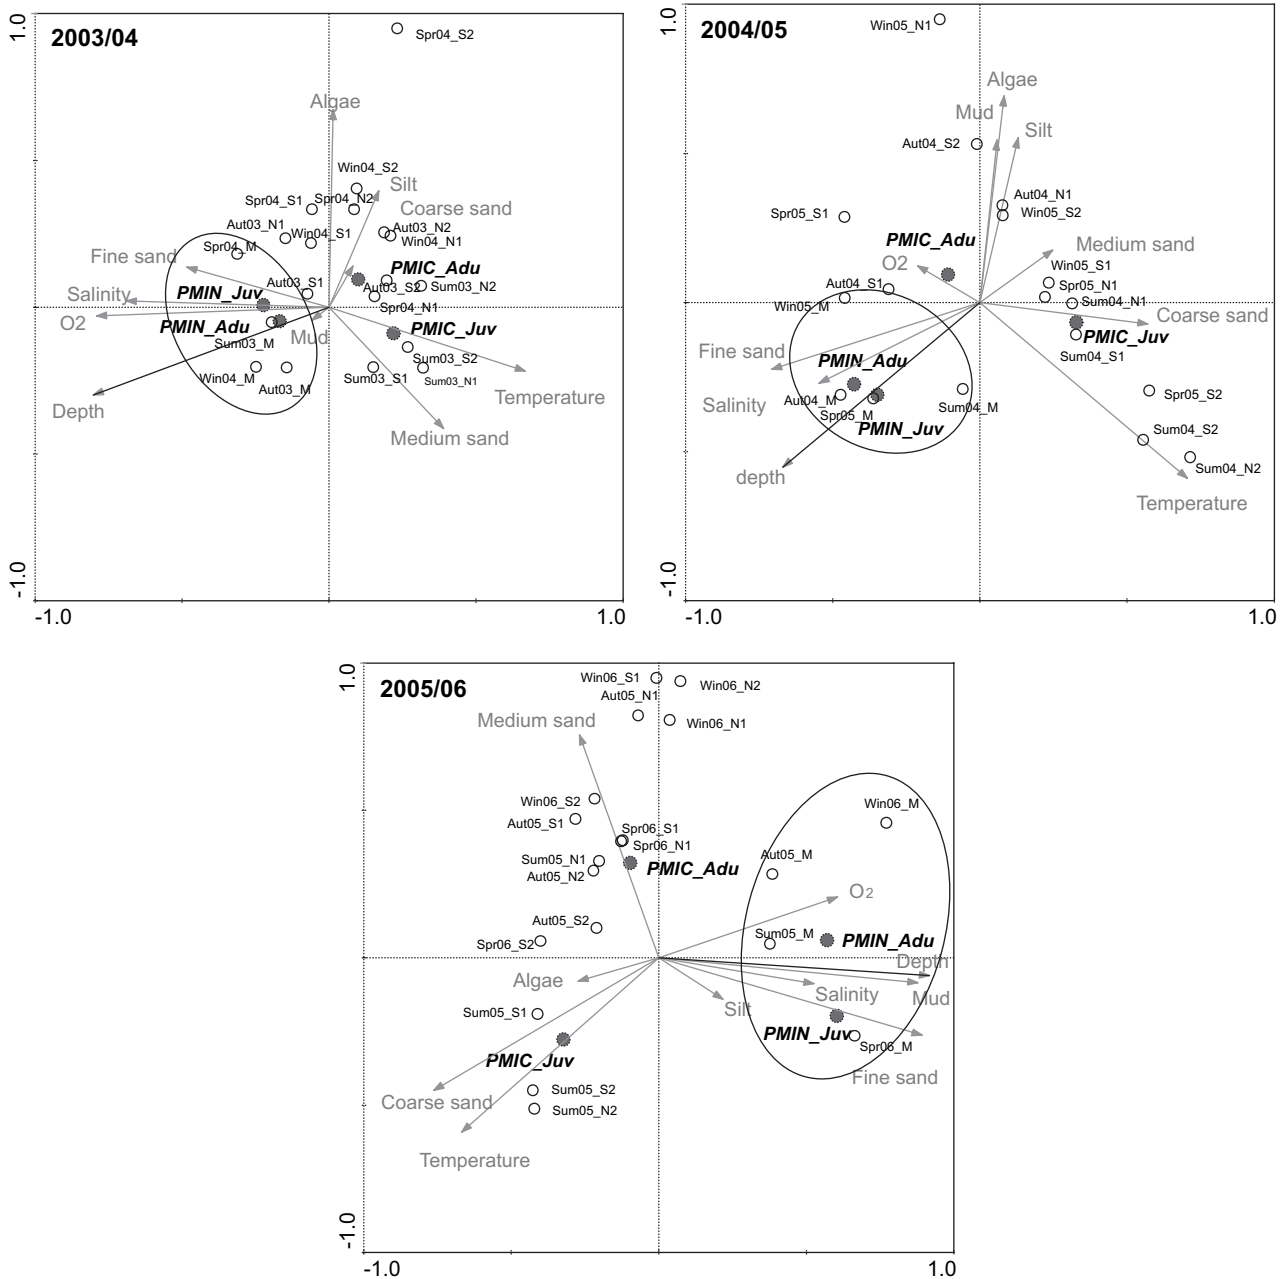 1.0
2003/04
Spr04_S2
Algae
Win04_S2
Silt
Spr04_S1
Spr04_N2
Coarse sand
Aut03_N1
Win04_S1
Aut03_N2
Win04_N1
Spr04_M
Fine sand
PMIC_Adu
Salinity
PMIN_Juv
Aut03_S1
Aut03_S2
Sum03_N2
Spr04_N1
O2
PMIN_Adu
Mud
PMIC_Juv
Sum03_M
Sum03_S2
Win04_M
Aut03_M
Sum03_S1
Sum03_N1
Depth
Temperature
Medium sand
-1.0
-1.0
1.0
1.0
2004/05
Win05_N1
Algae
Mud
Silt
Aut04_S2
Aut04_N1
Win05_S2
Spr05_S1
PMIC_Adu
Medium sand
O2
Win05_S1
Aut04_S1
Spr05_N1
Win05_M
Sum04_N1
Coarse sand
PMIC_Juv
Fine sand
PMIN_Adu
Sum04_S1
Salinity
Aut04_M
Sum04_M
Spr05_S2
Spr05_M
PMIN_Juv
Sum04_S2
depth
Sum04_N2
Temperature
-1.0
-1.0
1.0
1.0
2005/06
Win06_S1
Win06_N2
Aut05_N1
Medium sand
Win06_N1
Win06_S2
Aut05_S1
Win06_M
Spr06_S1
Spr06_N1
Sum05_N1
Aut05_N2
PMIC_Adu
Aut05_M
O2
Aut05_S2
Spr06_S2
Sum05_M
PMIN_Adu
Depth
Algae
Salinity
Mud
Silt
Sum05_S1
PMIN_Juv
Spr06_M
PMIC_Juv
Fine sand
Sum05_S2
Coarse sand
Sum05_N2
Temperature
-1.0
-1.0
1.0